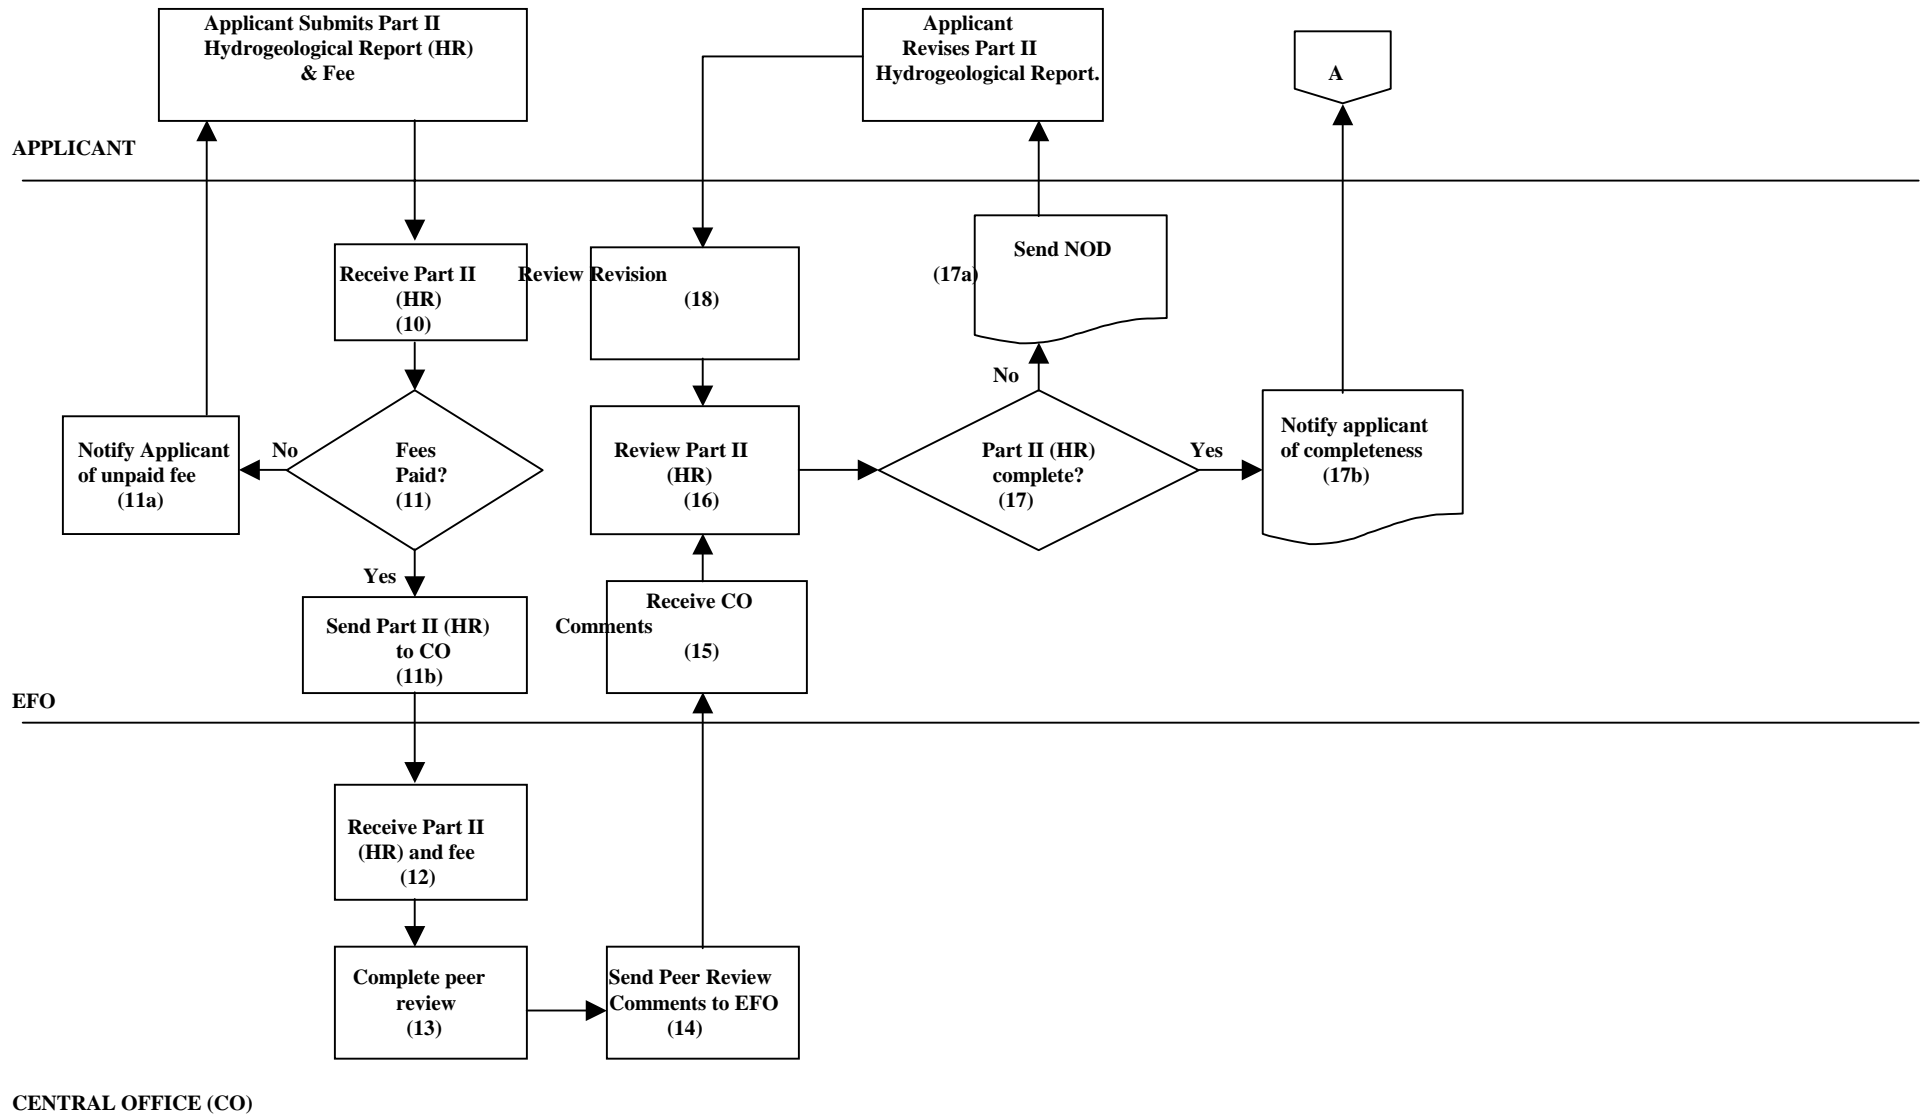 Applicant Submits Part II
Hydrogeological Report (HR)
& Fee
Applicant
Revises Part II
Hydrogeological Report.
A
APPLICANT
Receive Part II
(HR)
(10)
Review Revision
(18)
(17a)
Send NOD
No
Notify Applicant
of unpaid fee
(11a)
No
Fees
Paid?
(11)
Review Part II
(HR)
(16)
Part II (HR)
complete?
(17)
Yes
Notify applicant
of completeness
(17b)
Yes
Send Part II (HR)
to CO
(11b)
Receive CO
Comments
(15)
EFO
Receive Part II
(HR) and fee
(12)
Complete peer
review
(13)
Send Peer Review
Comments to EFO
(14)
CENTRAL OFFICE (CO)